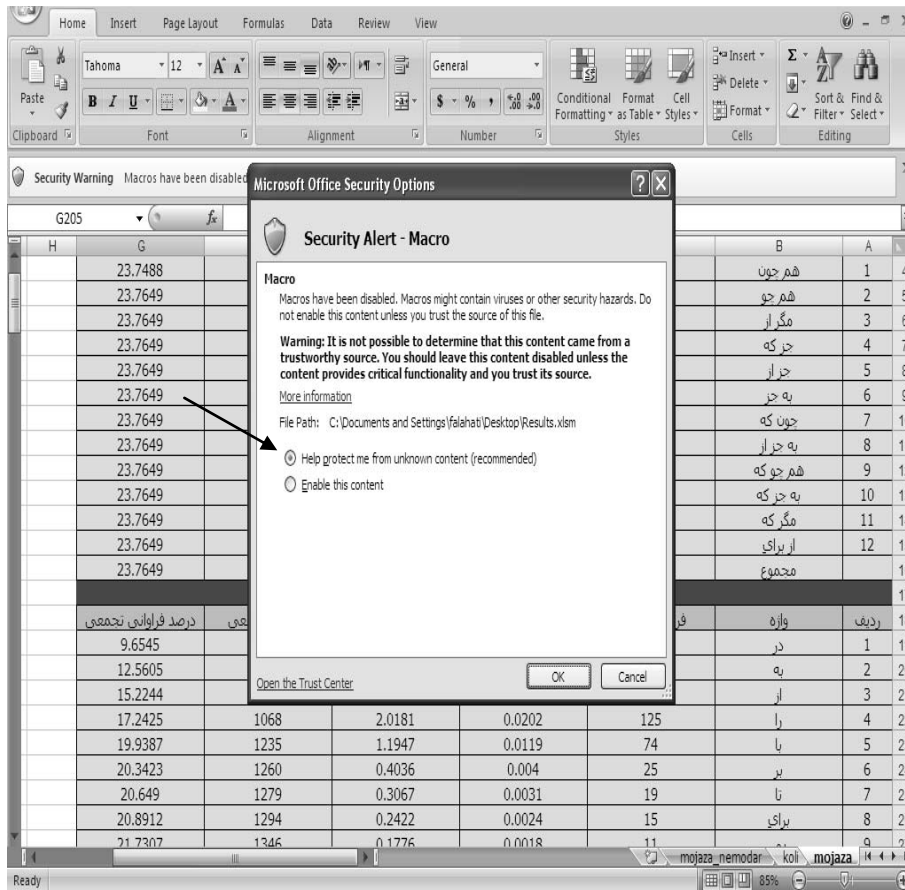 Home Insert Page Layout Formulas Data Review View
Tahoma 12 General
Paste
Conditional Formatting Format as Table Cell Styles
Insert
Delete
Format
Sort & Filter Find & Select
Clipboard Font Alignment Number Styles Cells Editing
Security Warning Macros have been disabled
G205 fx
H G B A
Microsoft Office Security Options
Security Alert - Macro
Macro
Macros have been disabled. Macros might contain viruses or other security hazards. Do
not enable this content unless you trust the source of this file.
Warning: It is not possible to determine that this content came from a
trustworthy source. You should leave this content disabled unless the
content provides critical functionality and you trust its source.
More information
File Path: C:\Documents and Settings\falahati\Desktop\Results.xlsm
Help protect me from unknown content (recommended)
Enable this content
Open the Trust Center OK Cancel
23.7488 هم چون 1
23.7649 هم چو 2
23.7649 مگر از 3
23.7649 جز که 4
23.7649 جز از 5
23.7649 به جز 6
23.7649 چون که 7
23.7649 به جز از 8
23.7649 هم چو که 9
23.7649 به جز که 10
23.7649 مگر که 11
23.7649 از برای 12
23.7649 مجموع
درصد فراوانی تجمعی واژه ردیف
9.6545 در 1
12.5605 به 2
15.2244 از 3
17.2425 1068 2.0181 0.0202 125 را 4
19.9387 1235 1.1947 0.0119 74 با 5
20.3423 1260 0.4036 0.004 25 بر 6
20.649 1279 0.3067 0.0031 19 تا 7
20.8912 1294 0.2422 0.0024 15 برای 8
21.7307 1346 0.1776 0.0018 11 9
mojaza_nemodar koli mojaza
Ready 85%